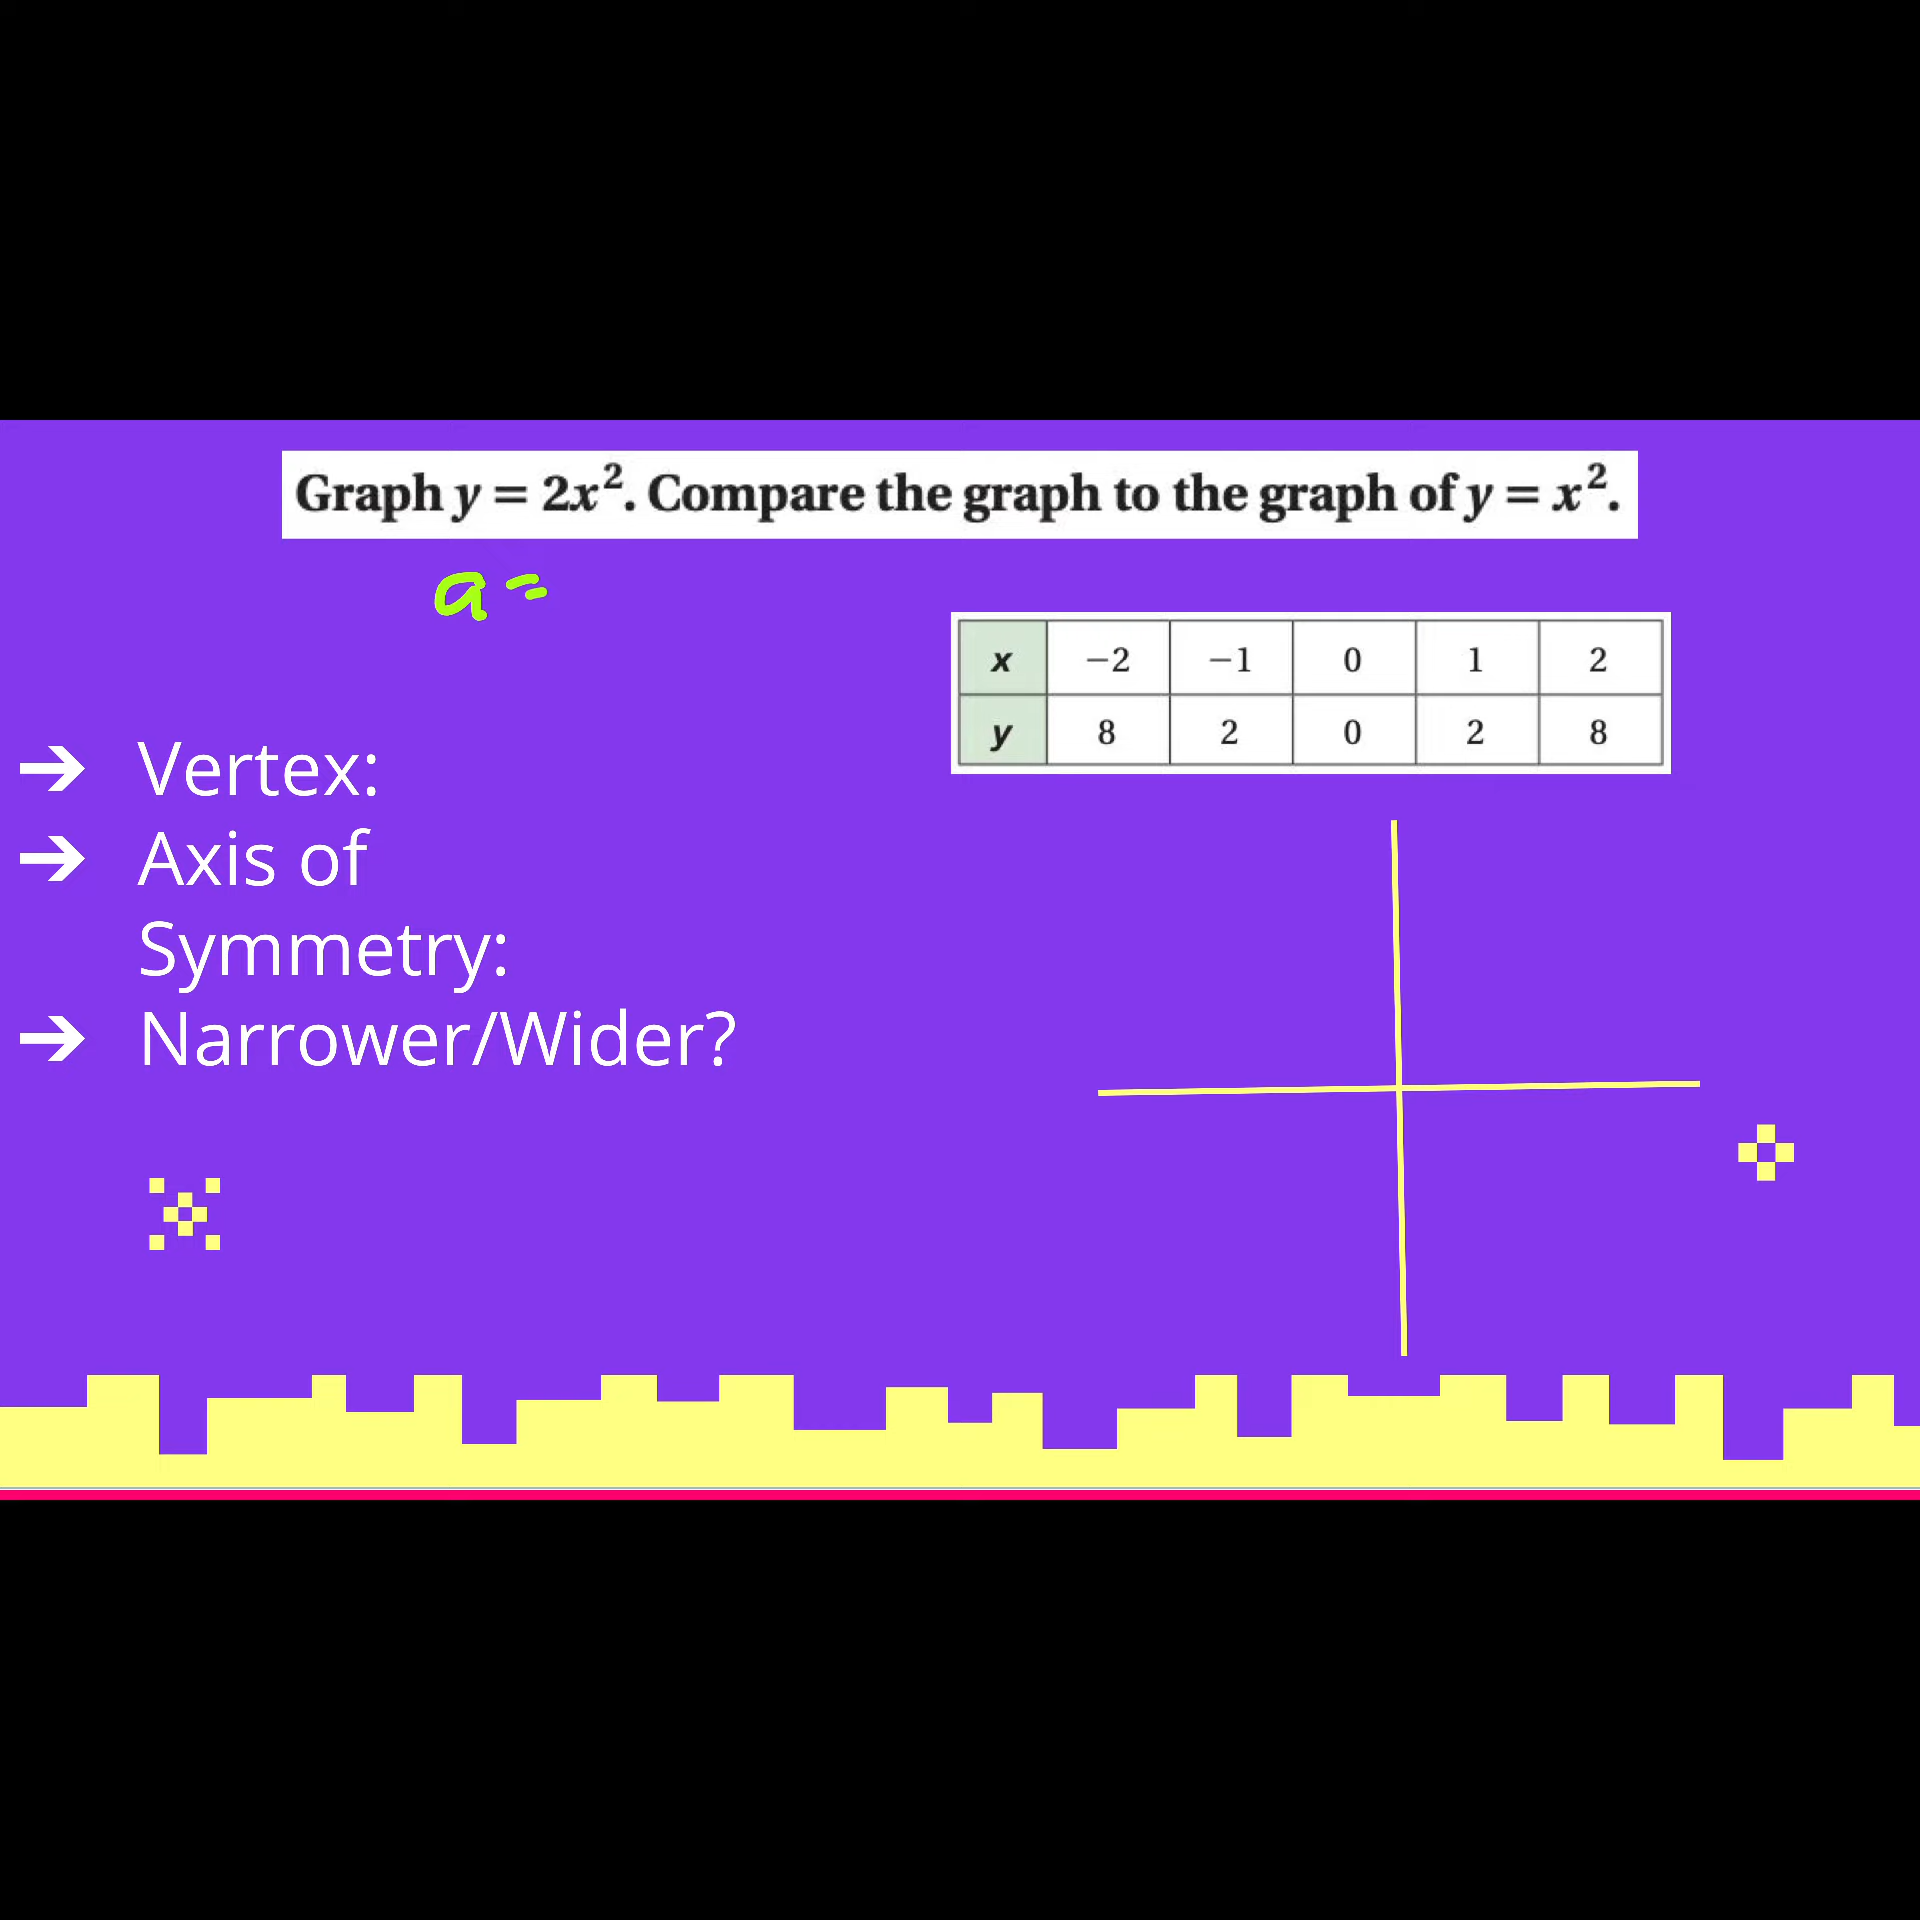 Graph y = 2x². Compare the graph to the graph of y = x².
a =
x −2 −1 0 1 2
y 8 2 0 2 8
➔ Vertex:
➔ Axis of
Symmetry:
➔ Narrower/Wider?